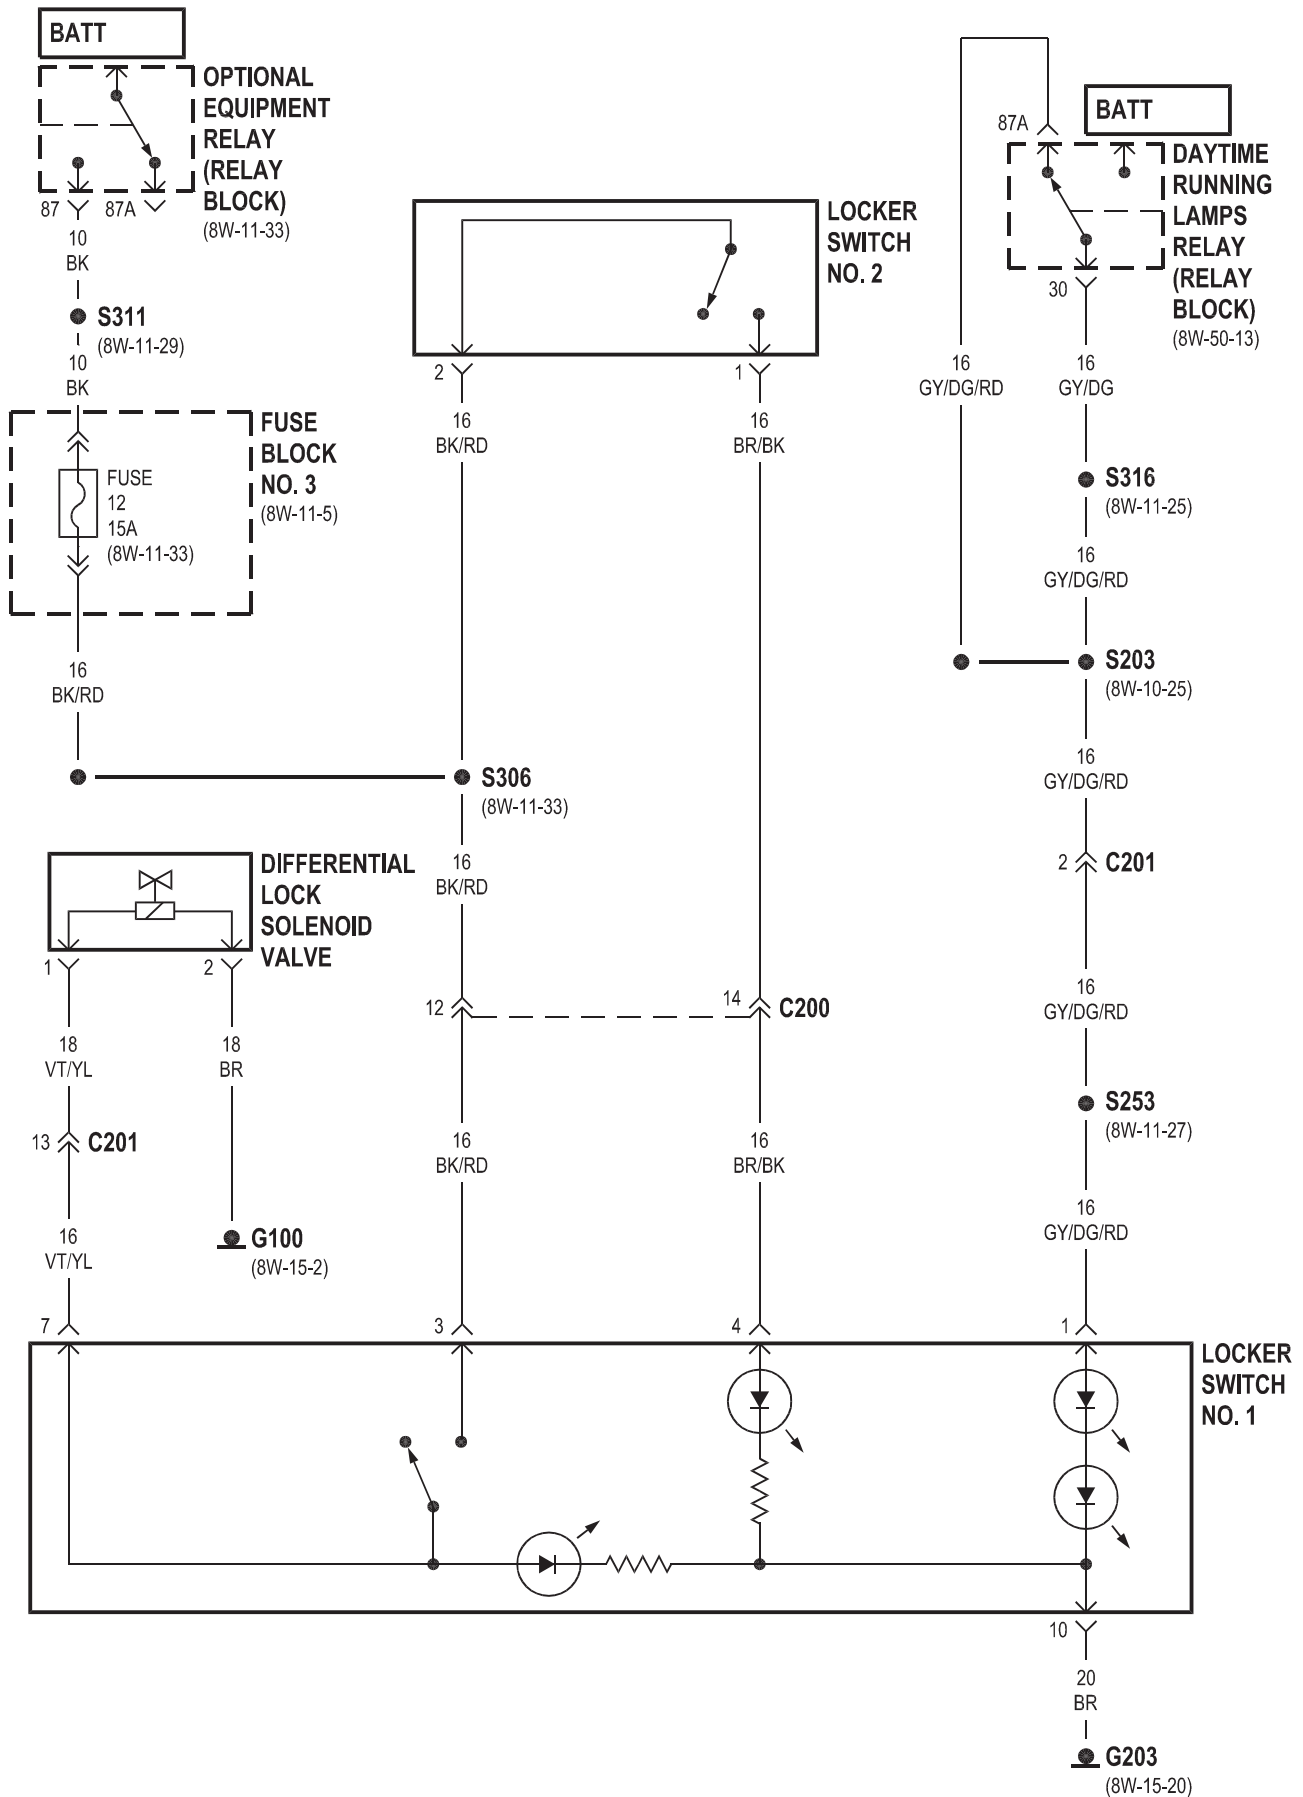 BATT
OPTIONAL
EQUIPMENT
RELAY
(RELAY
BLOCK)
(8W-11-33)
87
87A
10
BK
S311
(8W-11-29)
10
BK
FUSE
BLOCK
NO. 3
(8W-11-5)
FUSE
12
15A
(8W-11-33)
16
BK/RD
LOCKER
SWITCH
NO. 2
2
1
16
BK/RD
16
BR/BK
BATT
87A
DAYTIME
RUNNING
LAMPS
RELAY
(RELAY
BLOCK)
(8W-50-13)
30
16
GY/DG/RD
16
GY/DG
S316
(8W-11-25)
16
GY/DG/RD
S203
(8W-10-25)
16
GY/DG/RD
S306
(8W-11-33)
DIFFERENTIAL
LOCK
SOLENOID
VALVE
1
2
16
BK/RD
2
C201
12
14
C200
18
VT/YL
18
BR
16
GY/DG/RD
13
C201
16
BK/RD
16
BR/BK
S253
(8W-11-27)
16
VT/YL
G100
(8W-15-2)
16
GY/DG/RD
7
3
4
1
LOCKER
SWITCH
NO. 1
10
20
BR
G203
(8W-15-20)